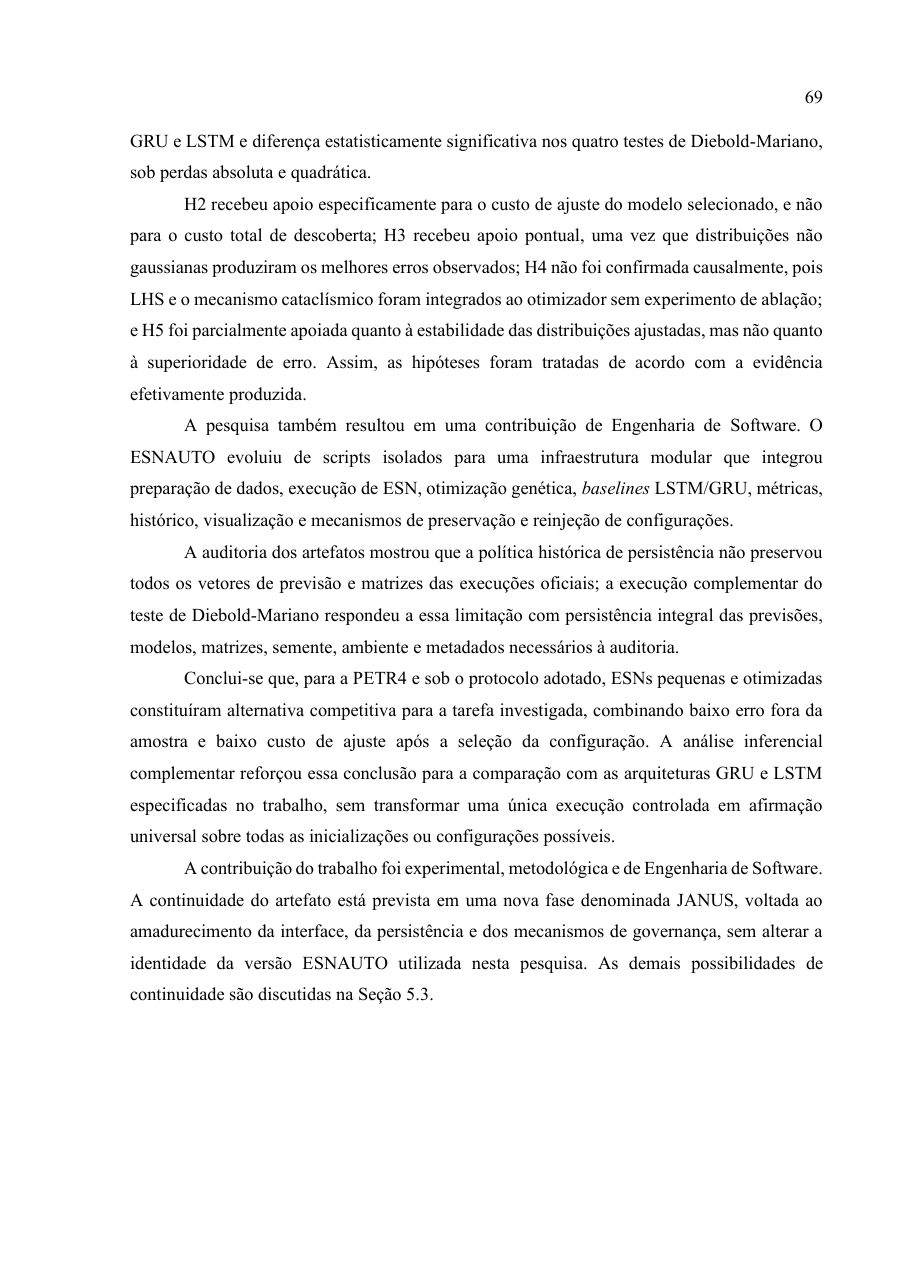 69
GRU e LSTM e diferença estatisticamente significativa nos quatro testes de Diebold-Mariano,
sob perdas absoluta e quadrática.
H2 recebeu apoio especificamente para o custo de ajuste do modelo selecionado, e não
para o custo total de descoberta; H3 recebeu apoio pontual, uma vez que distribuições não
gaussianas produziram os melhores erros observados; H4 não foi confirmada causalmente, pois
LHS e o mecanismo cataclísmico foram integrados ao otimizador sem experimento de ablação;
e H5 foi parcialmente apoiada quanto à estabilidade das distribuições ajustadas, mas não quanto
à superioridade de erro. Assim, as hipóteses foram tratadas de acordo com a evidência
efetivamente produzida.
A pesquisa também resultou em uma contribuição de Engenharia de Software. O
ESNAUTO evoluiu de scripts isolados para uma infraestrutura modular que integrou
preparação de dados, execução de ESN, otimização genética, baselines LSTM/GRU, métricas,
histórico, visualização e mecanismos de preservação e reinjeção de configurações.
A auditoria dos artefatos mostrou que a política histórica de persistência não preservou
todos os vetores de previsão e matrizes das execuções oficiais; a execução complementar do
teste de Diebold-Mariano respondeu a essa limitação com persistência integral das previsões,
modelos, matrizes, semente, ambiente e metadados necessários à auditoria.
Conclui-se que, para a PETR4 e sob o protocolo adotado, ESNs pequenas e otimizadas
constituíram alternativa competitiva para a tarefa investigada, combinando baixo erro fora da
amostra e baixo custo de ajuste após a seleção da configuração. A análise inferencial
complementar reforçou essa conclusão para a comparação com as arquiteturas GRU e LSTM
especificadas no trabalho, sem transformar uma única execução controlada em afirmação
universal sobre todas as inicializações ou configurações possíveis.
A contribuição do trabalho foi experimental, metodológica e de Engenharia de Software.
A continuidade do artefato está prevista em uma nova fase denominada JANUS, voltada ao
amadurecimento da interface, da persistência e dos mecanismos de governança, sem alterar a
identidade da versão ESNAUTO utilizada nesta pesquisa. As demais possibilidades de
continuidade são discutidas na Seção 5.3.